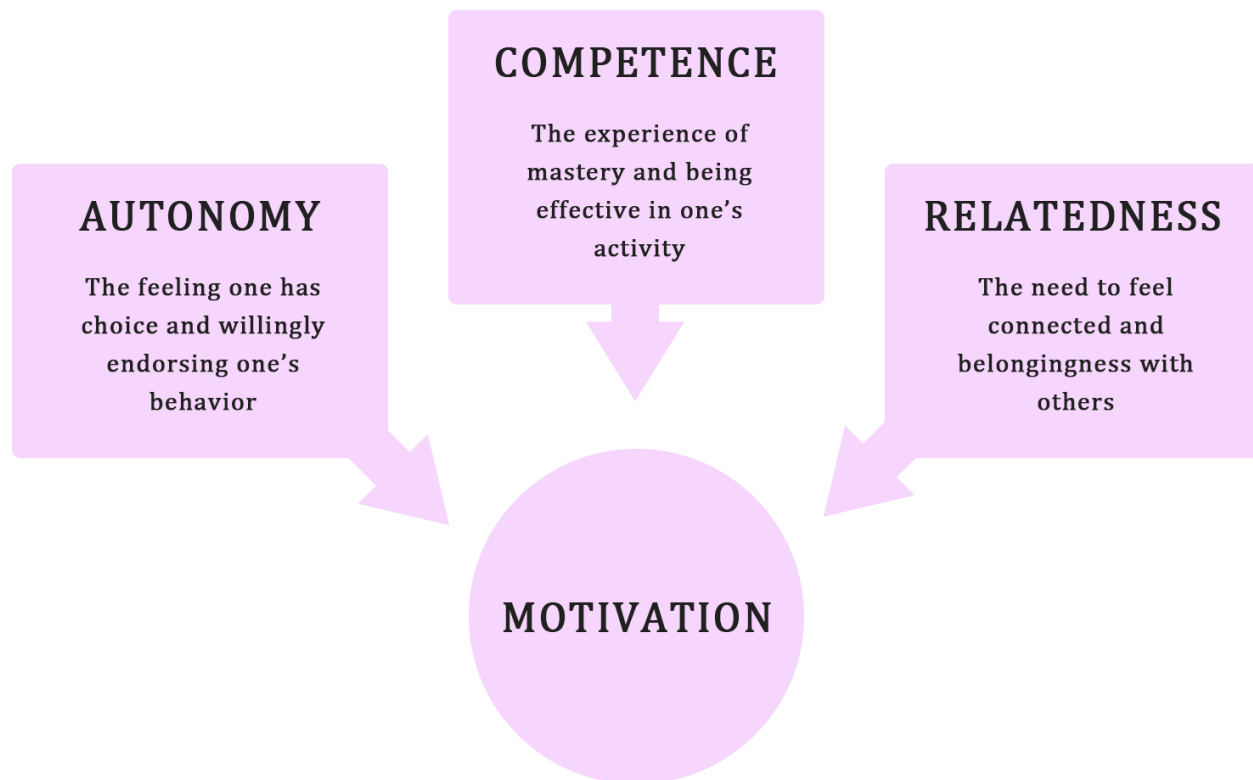 AUTONOMY
The feeling one has
choice and willingly
endorsing one’s
behavior
COMPETENCE
The experience of
mastery and being
effective in one’s
activity
RELATEDNESS
The need to feel
connected and
belongingness with
others
MOTIVATION